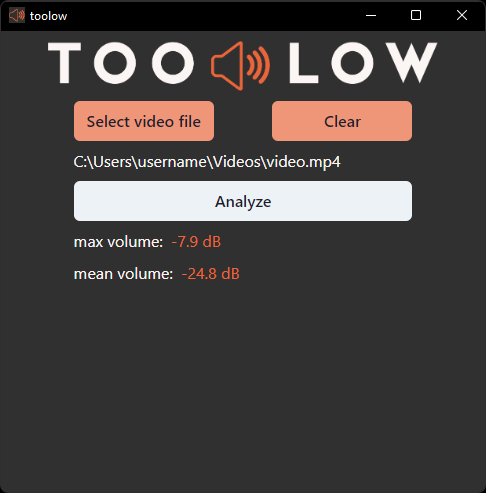 toolow
TOO LOW
Select video file
Clear
C:\Users\username\Videos\video.mp4
Analyze
max volume: -7.9 dB
mean volume: -24.8 dB